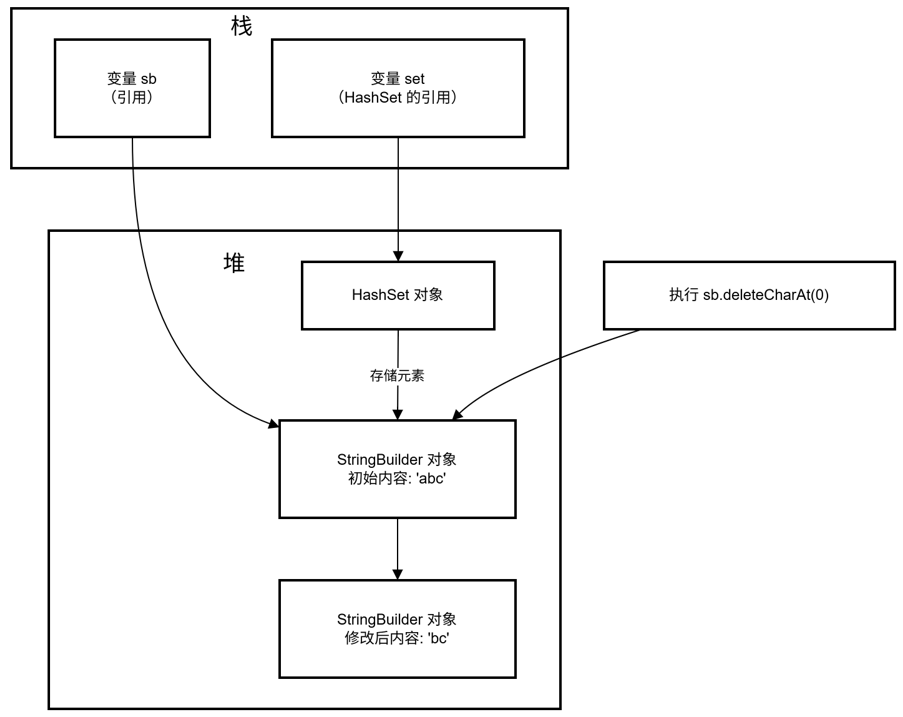 栈
变量 sb
（引用）
变量 set
（HashSet 的引用）
堆
HashSet 对象
执行 sb.deleteCharAt(0)
存储元素
StringBuilder 对象
初始内容: 'abc'
StringBuilder 对象
修改后内容: 'bc'